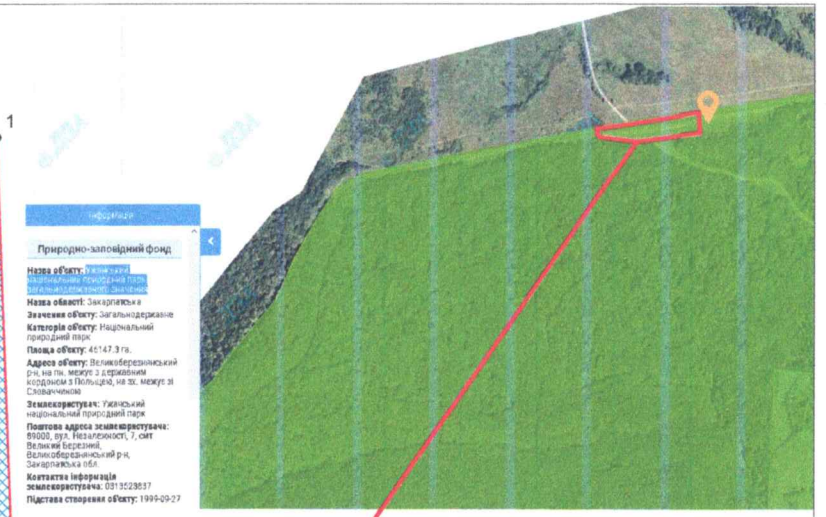 1
Інформація
Природно-заповідний фонд
Назва об'єкту: Ужанський
національний природний парк
загальнодержавного значення
Назва області: Закарпатська
Значення об'єкту: Загальнодержавне
Категорія об'єкту: Національний
природний парк
Площа об'єкту: 46147.3 га.
Адреса об'єкту: Великоберезнянський
р-н, на пн. межує з державним
кордоном з Польщею, на зх. межує зі
Словаччиною
Землекористувач: Ужанський
національний природний парк
Поштова адреса землекористувача:
89000, вул. Незалежності, 7, смт
Великий Березний,
Великоберезнянський р-н,
Закарпатська обл.
Контактна інформація
землекористувача: 0313523837
Підстава створення об'єкту: 1999-09-27